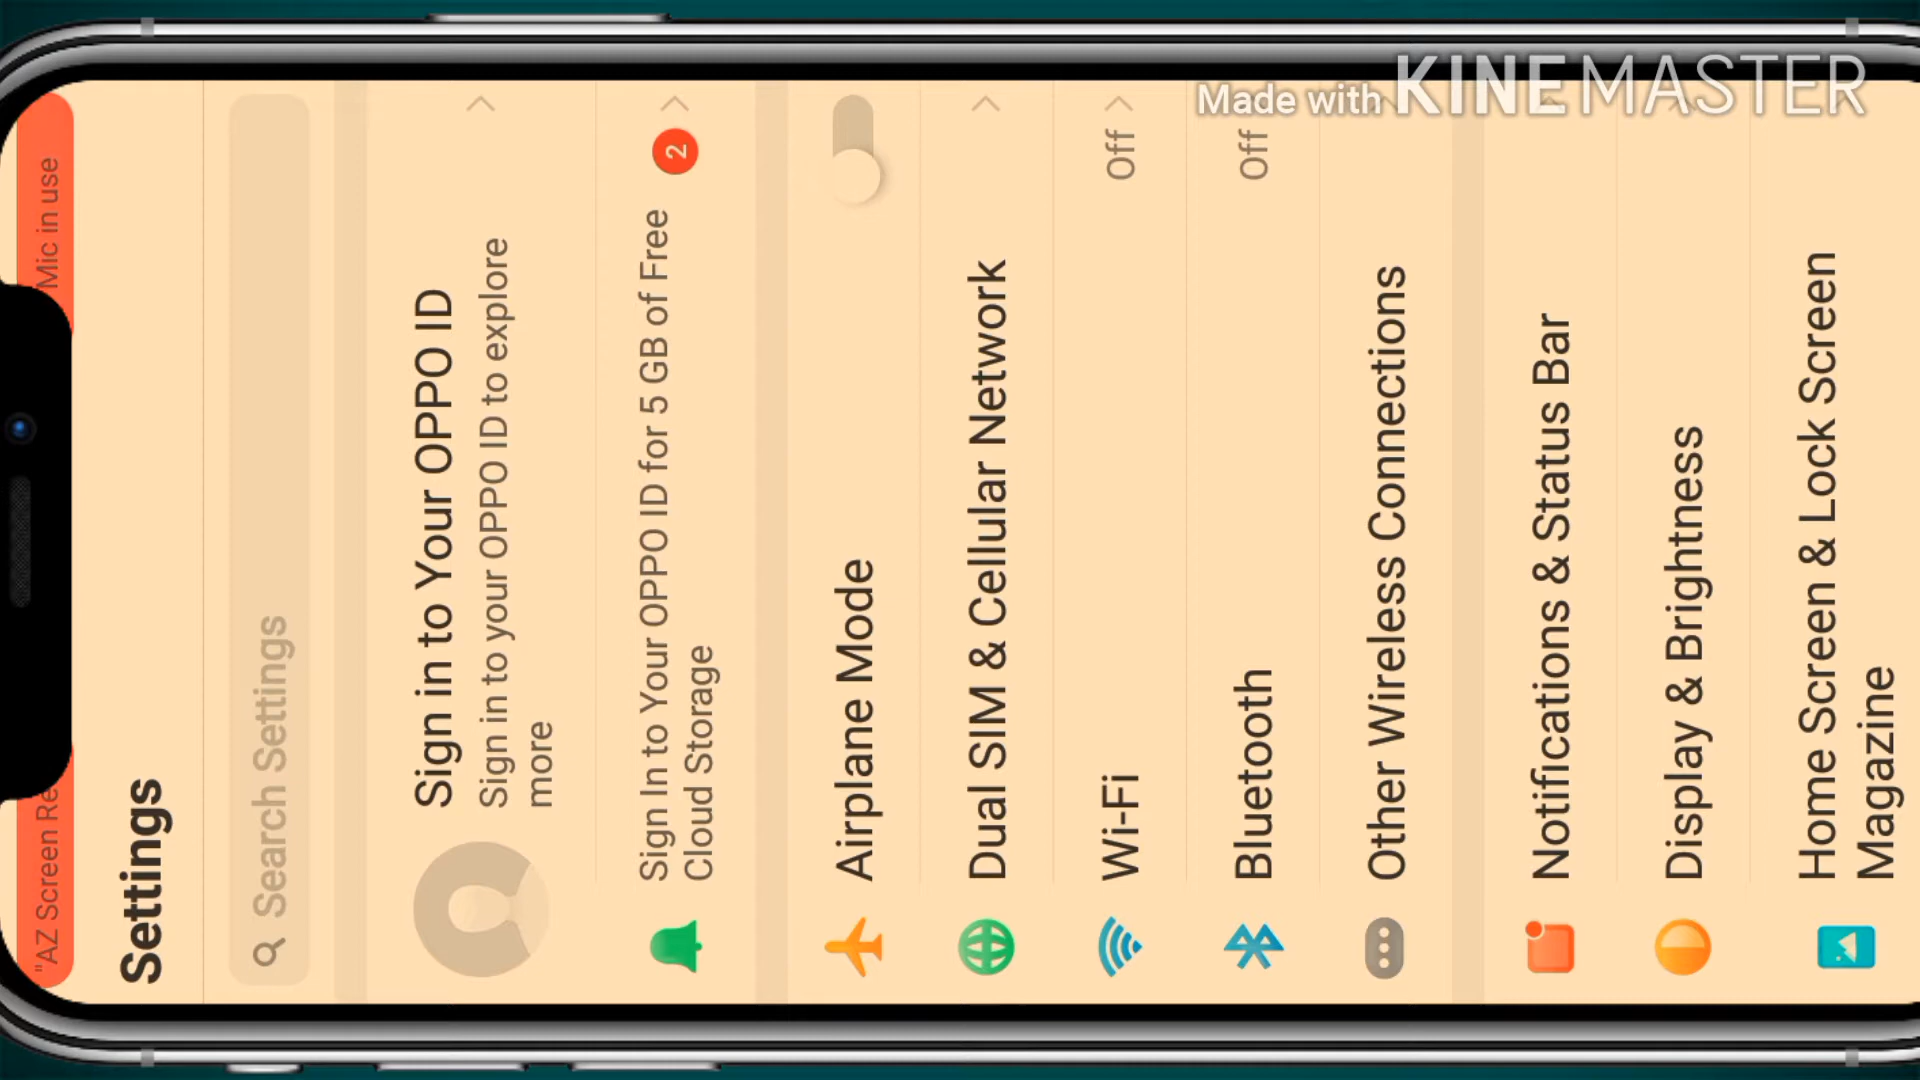 Made with KINEMASTER
"AZ Screen Re
Mic in use
Settings
Search Settings
Sign in to Your OPPO ID
Sign in to your OPPO ID to explore
more
Sign In to Your OPPO ID for 5 GB of Free
Cloud Storage
2
Airplane Mode
Dual SIM & Cellular Network
Wi-Fi
Off
Bluetooth
Off
Other Wireless Connections
Notifications & Status Bar
Display & Brightness
Home Screen & Lock Screen
Magazine